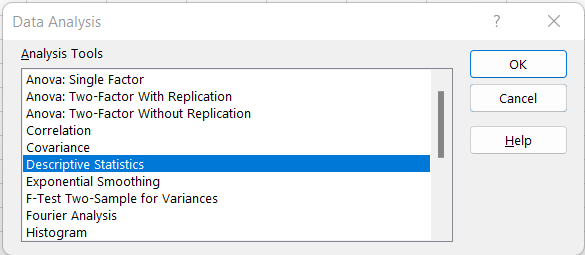 Data Analysis
?
Analysis Tools
Anova: Single Factor
Anova: Two-Factor With Replication
Anova: Two-Factor Without Replication
Correlation
Covariance
Descriptive Statistics
Exponential Smoothing
F-Test Two-Sample for Variances
Fourier Analysis
Histogram
OK
Cancel
Help